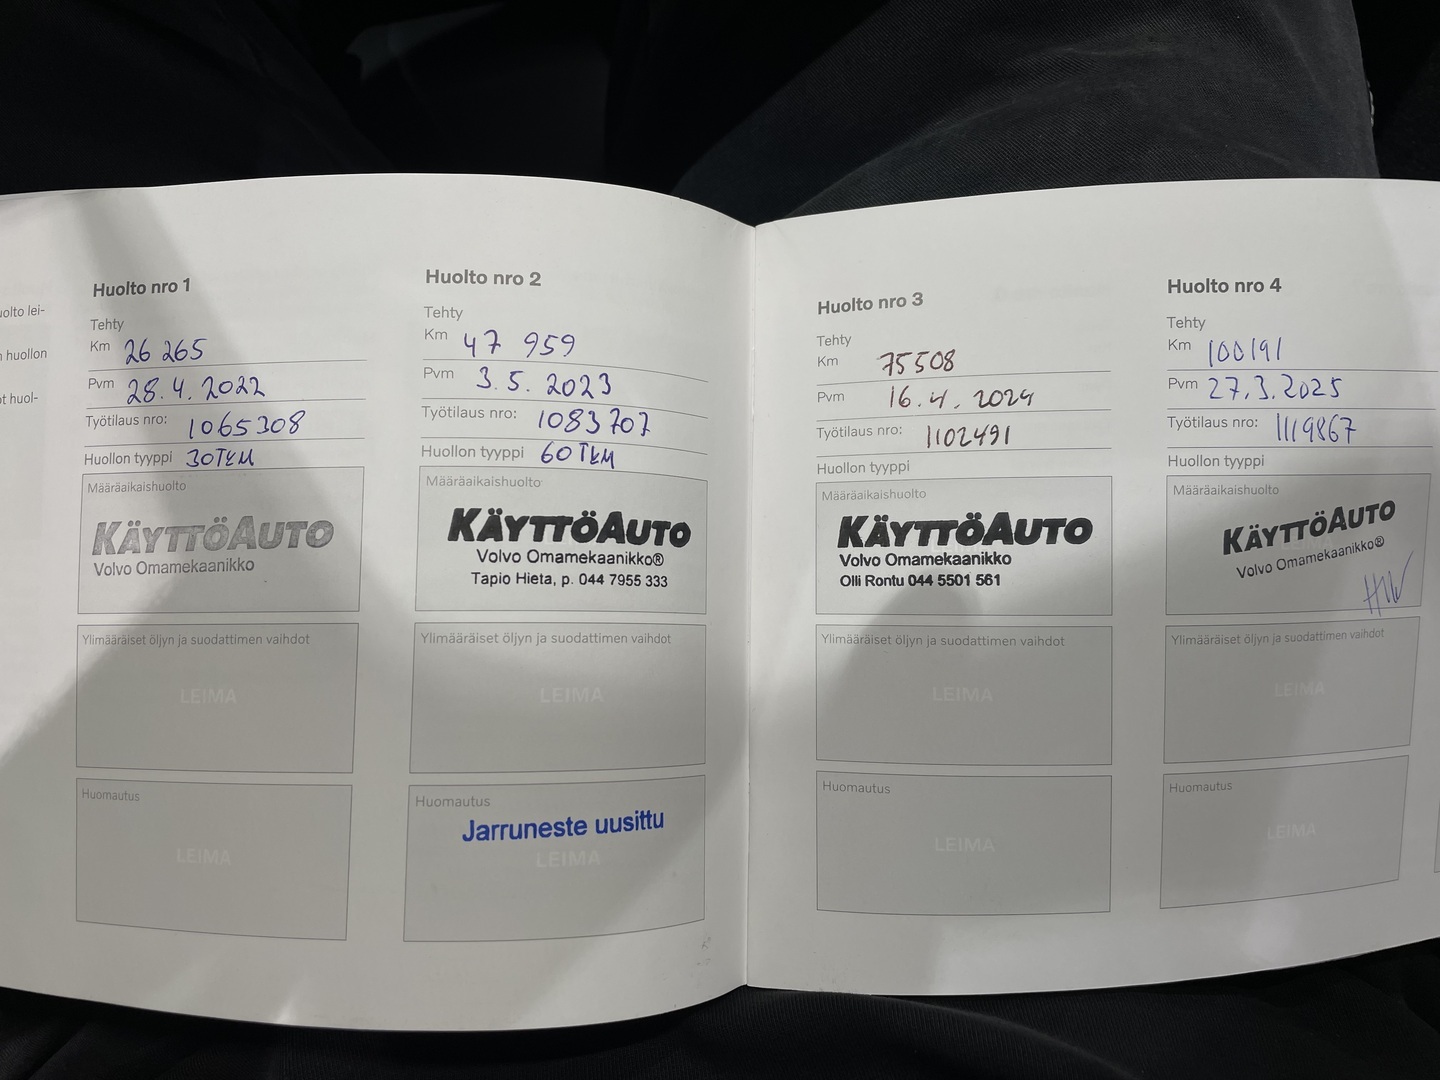 uolto lei-
n huollon
ot huol-
Huolto nro 1
Tehty
Km 26 265
Pvm 28.4.2022
Työtilaus nro: 1065308
Huollon tyyppi 30TKM
Määräaikaishuolto
KÄYTTÖAUTO
Volvo Omamekaanikko
Ylimääräiset öljyn ja suodattimen vaihdot
LEIMA
Huomautus
LEIMA
Huolto nro 2
Tehty
Km 47 959
Pvm 3.5.2023
Työtilaus nro: 1083707
Huollon tyyppi 60TKM
Määräaikaishuolto
KÄYTTÖAUTO
Volvo Omamekaanikko®
Tapio Hieta, p. 044 7955 333
Ylimääräiset öljyn ja suodattimen vaihdot
LEIMA
Huomautus
Jarruneste uusittu
LEIMA
Huolto nro 3
Tehty
Km 75508
Pvm 16.4.2024
Työtilaus nro: 1102491
Huollon tyyppi
Määräaikaishuolto
KÄYTTÖAUTO
Volvo Omamekaanikko
Olli Rontu 044 5501 561
Ylimääräiset öljyn ja suodattimen vaihdot
LEIMA
Huomautus
LEIMA
Huolto nro 4
Tehty
Km 100191
Pvm 27.3.2025
Työtilaus nro: 1119867
Huollon tyyppi
Määräaikaishuolto
KÄYTTÖAUTO
Volvo Omamekaanikko®
Ylimääräiset öljyn ja suodattimen vaihdot
LEIMA
Huomautus
LEIMA